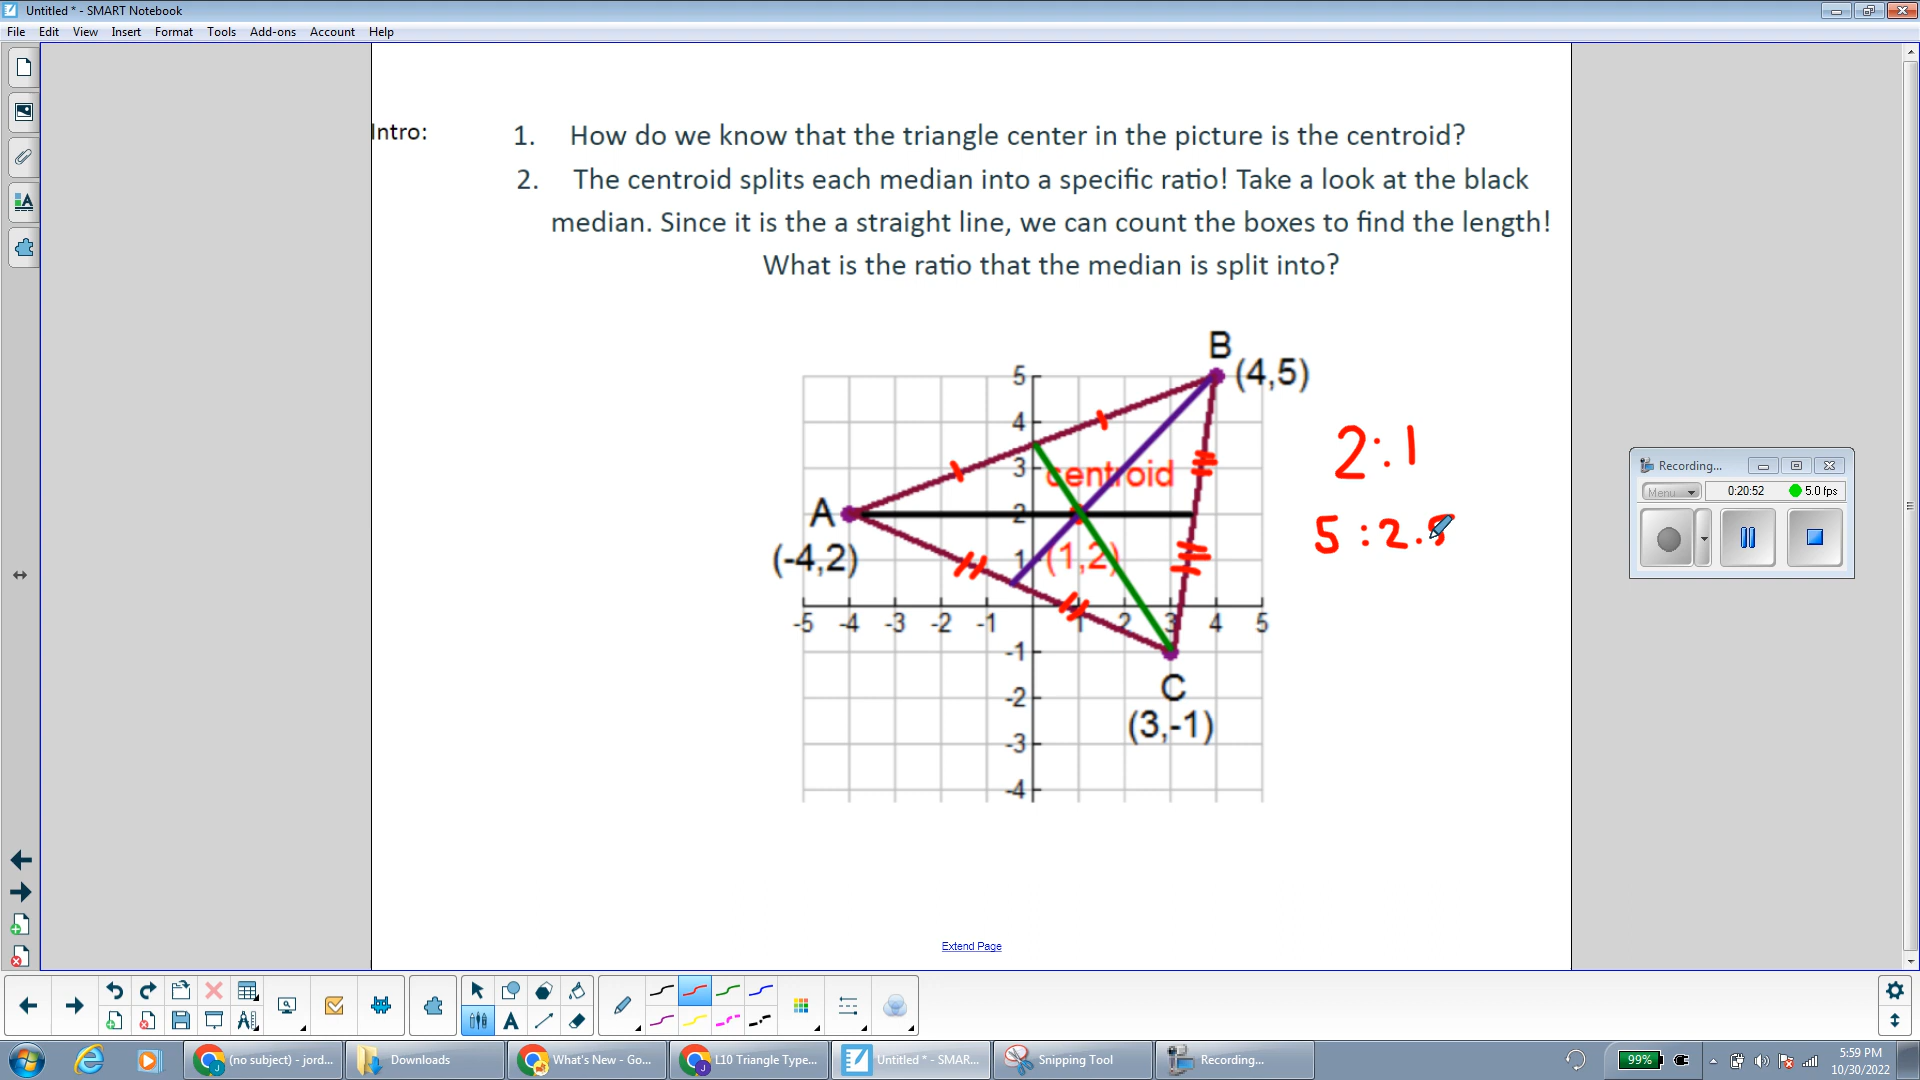 Untitled * - SMART Notebook
File Edit View Insert Format Tools Add-ons Account Help
Intro:
1. How do we know that the triangle center in the picture is the centroid?
2. The centroid splits each median into a specific ratio! Take a look at the black
median. Since it is the a straight line, we can count the boxes to find the length!
What is the ratio that the median is split into?
B
(4,5)
5
4
3
2
1
centroid
A
(-4,2)
(1,2)
-5 -4 -3 -2 -1 1 2 3 4 5
-1
-2
-3
-4
C
(3,-1)
2:1
5:2.5
Recording...
Menu
0:20:52 5.0 fps
Extend Page
(no subject) - jord...
Downloads
What's New - Go...
L10 Triangle Type...
Untitled * - SMAR...
Snipping Tool
Recording...
99%
5:59 PM
10/30/2022